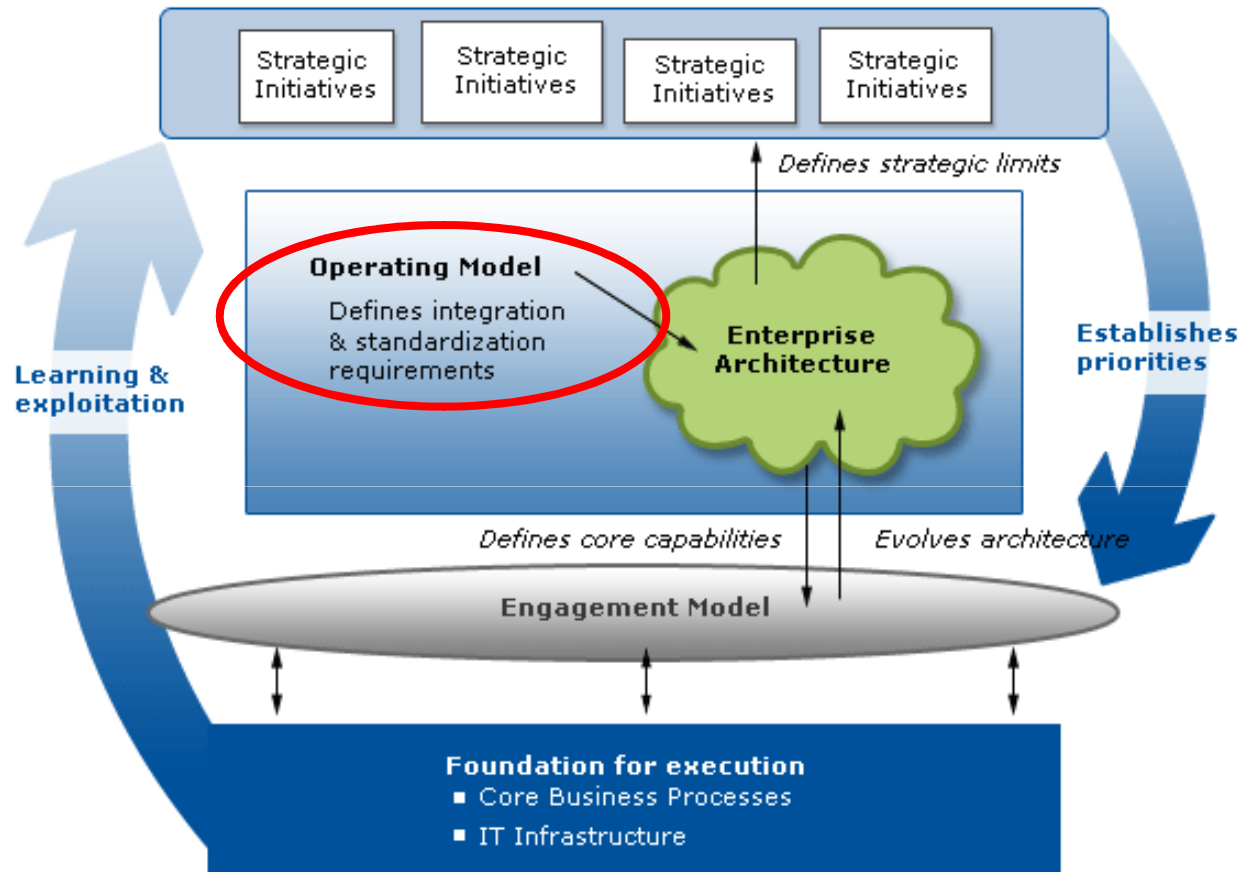 Strategic
Initiatives
Strategic
Initiatives
Strategic
Initiatives
Strategic
Initiatives
Defines strategic limits
Operating Model
Defines integration
& standardization
requirements
Enterprise
Architecture
Learning &
exploitation
Establishes
priorities
Defines core capabilities
Evolves architecture
Engagement Model
Foundation for execution
▪ Core Business Processes
▪ IT Infrastructure